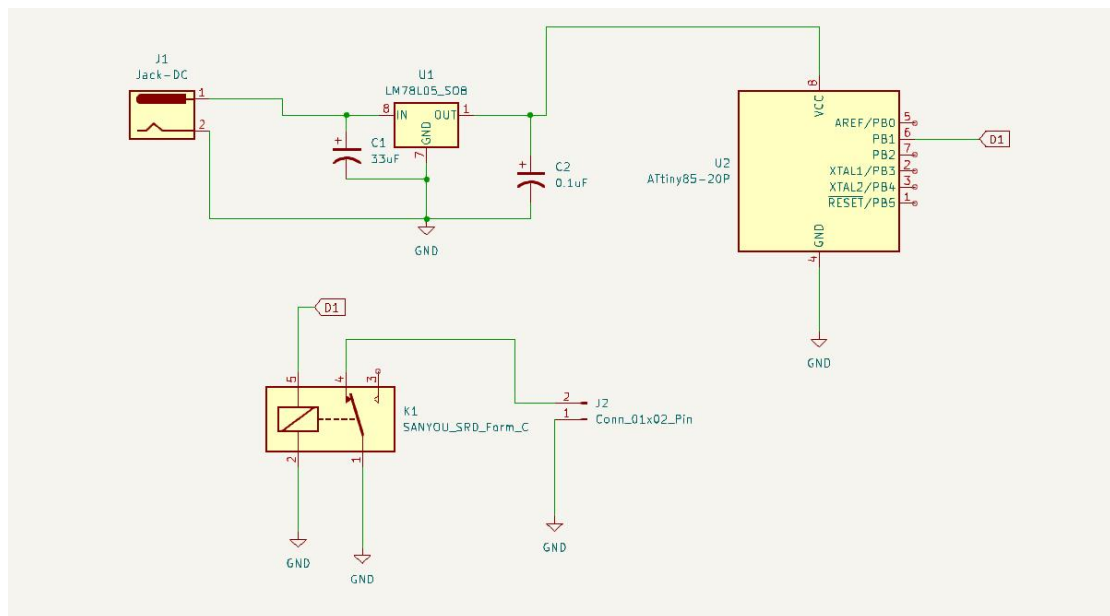 J1
Jack-DC
1
2
U1
LM78L05_SO8
8
IN
OUT
1
GND
7
+
C1
33uF
+
C2
0.1uF
GND
8
VCC
U2
ATtiny85-20P
AREF/PB0
5
PB1
6
D1
PB2
7
XTAL1/PB3
2
XTAL2/PB4
3
RESET/PB5
1
GND
4
GND
D1
5
4
3
K1
SANYOU_SRD_Form_C
2
1
GND
GND
2
J2
1
Conn_01x02_Pin
GND